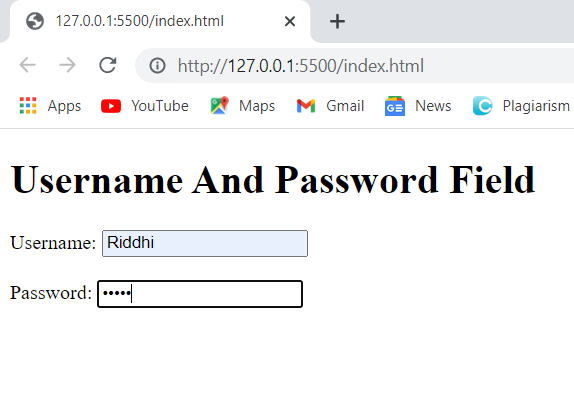 127.0.0.1:5500/index.html
http://127.0.0.1:5500/index.html
Apps YouTube Maps Gmail News Plagiarism
Username And Password Field
Username: Riddhi
Password: •••••